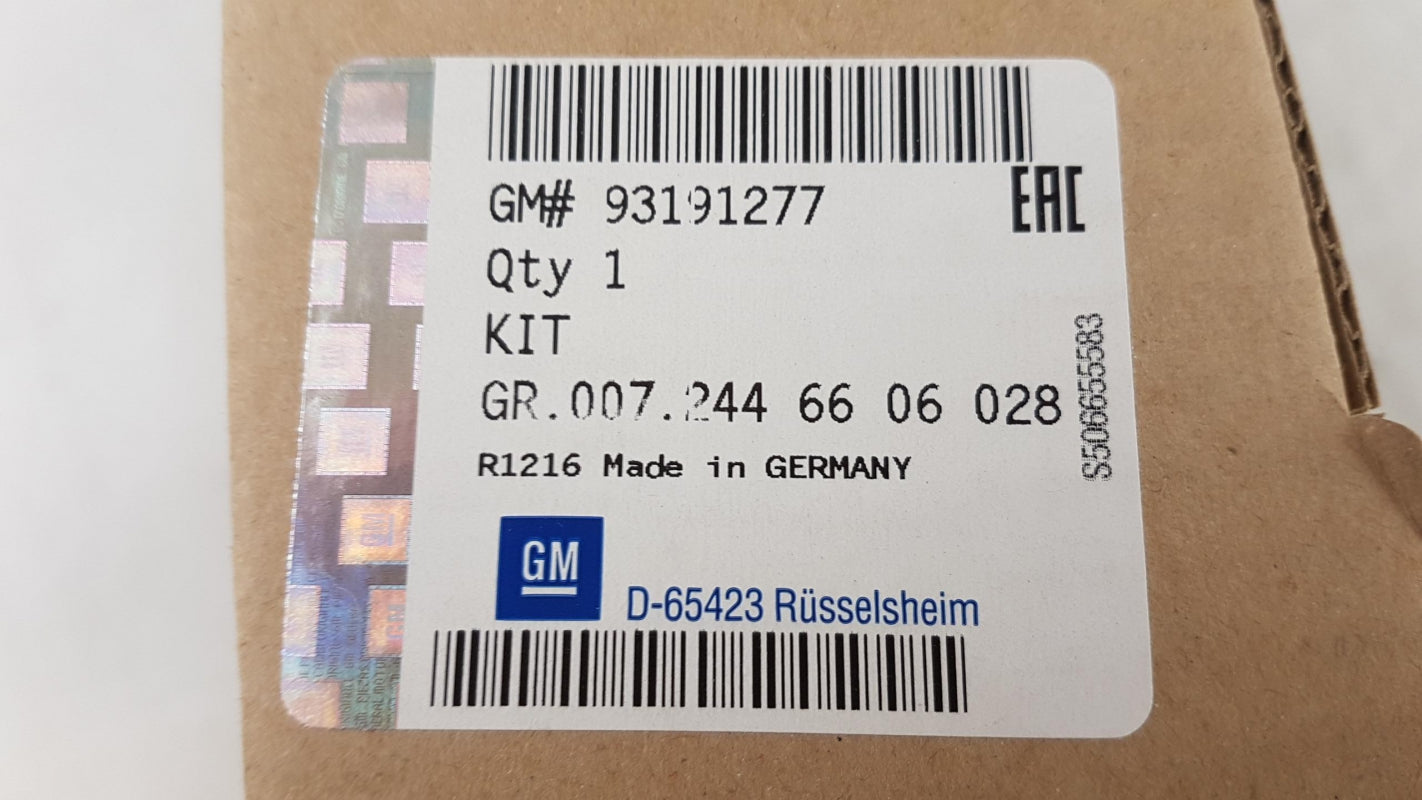 GM# 93191277
EAC
Qty 1
KIT
GR.007.244 66 06 028
S506655583
R1216 Made in GERMANY
GM
D-65423 Rüsselsheim